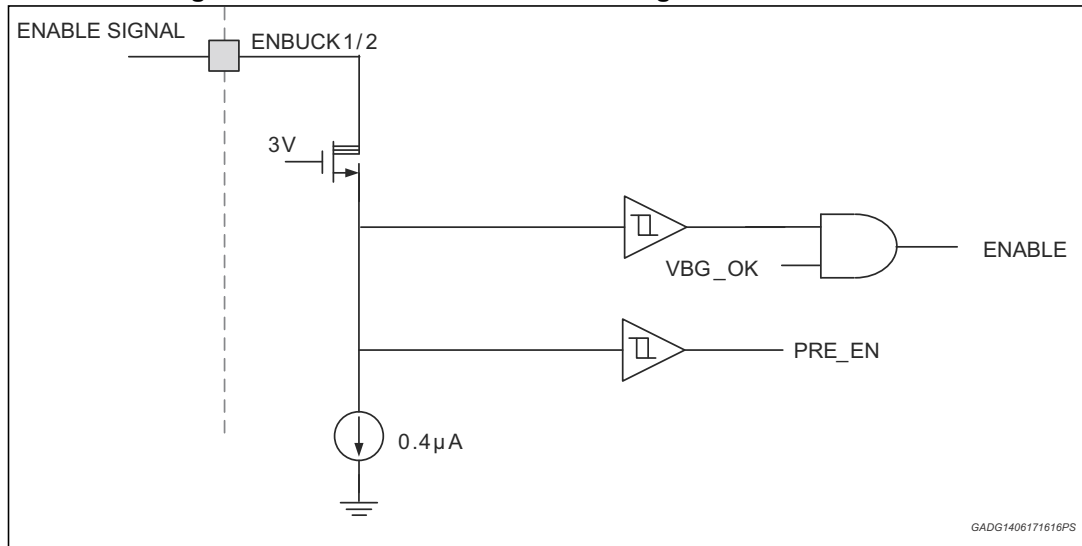 ENABLE SIGNAL
ENBUCK1/2
3V
VBG_OK
ENABLE
PRE_EN
0.4µA
GADG1406171616PS